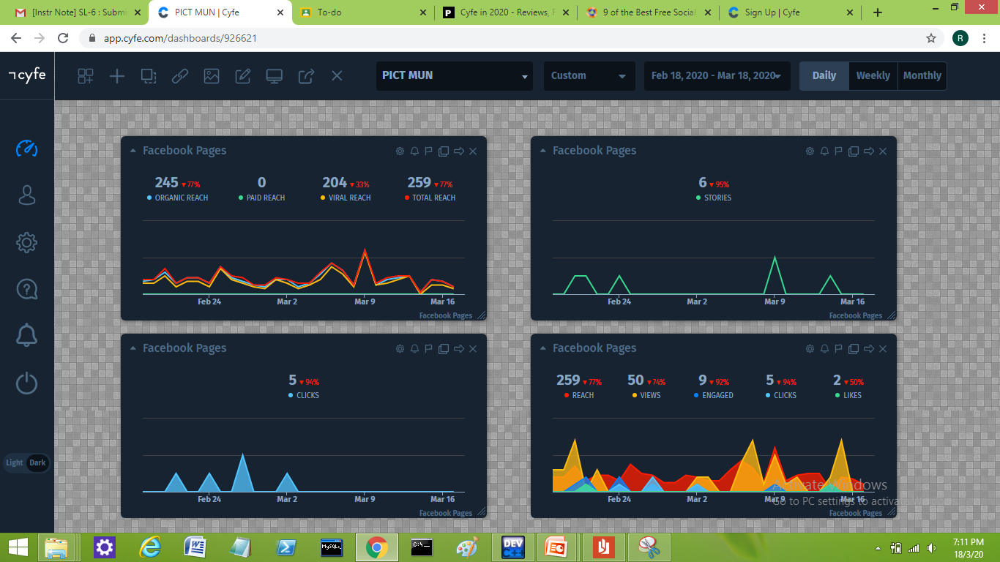 [Instr Note] SL-6 : Submi
PICT MUN | Cyfe
To-do
Cyfe in 2020 - Reviews, F
9 of the Best Free Social
Sign Up | Cyfe
app.cyfe.com/dashboards/926621
R
cyfe
PICT MUN
Custom
Feb 18, 2020 - Mar 18, 2020
Daily
Weekly
Monthly
Facebook Pages
245 77%
ORGANIC REACH
0
PAID REACH
204 33%
VIRAL REACH
259 77%
TOTAL REACH
Feb 24
Mar 2
Mar 9
Mar 16
Facebook Pages
Facebook Pages
6 95%
STORIES
Feb 24
Mar 2
Mar 9
Mar 16
Facebook Pages
Facebook Pages
5 94%
CLICKS
Feb 24
Mar 2
Mar 9
Mar 16
Facebook Pages
Facebook Pages
259 77%
REACH
50 74%
VIEWS
9 92%
ENGAGED
5 94%
CLICKS
2 50%
LIKES
Feb 24
Mar 2
Mar 9
Mar 16
Facebook Pages
Light
Dark
Activate Windows
Go to PC settings to activate Windows.
MySQL
C:\
DEV
C++
7:11 PM
18/3/20